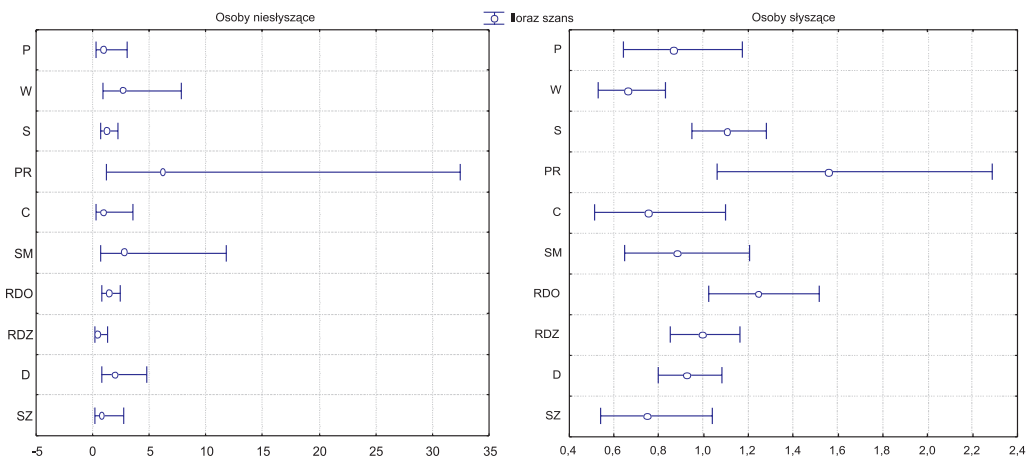 Osoby niesłyszące
Iloraz szans
Osoby słyszące
P
W
S
PR
C
SM
RDO
RDZ
D
SZ
-5 0 5 10 15 20 25 30 35
P
W
S
PR
C
SM
RDO
RDZ
D
SZ
0,4 0,6 0,8 1,0 1,2 1,4 1,6 1,8 2,0 2,2 2,4